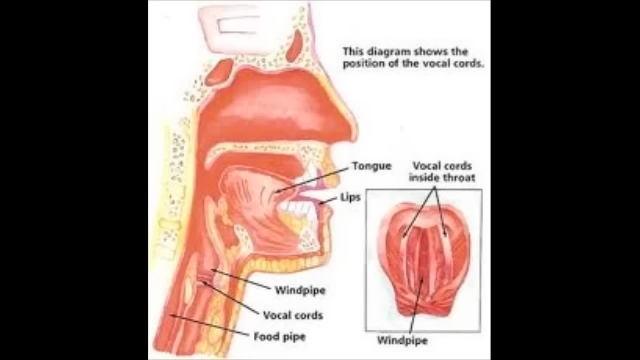 This diagram shows the
position of the vocal cords.
Tongue
Lips
Vocal cords
inside throat
Windpipe
Vocal cords
Food pipe
Windpipe